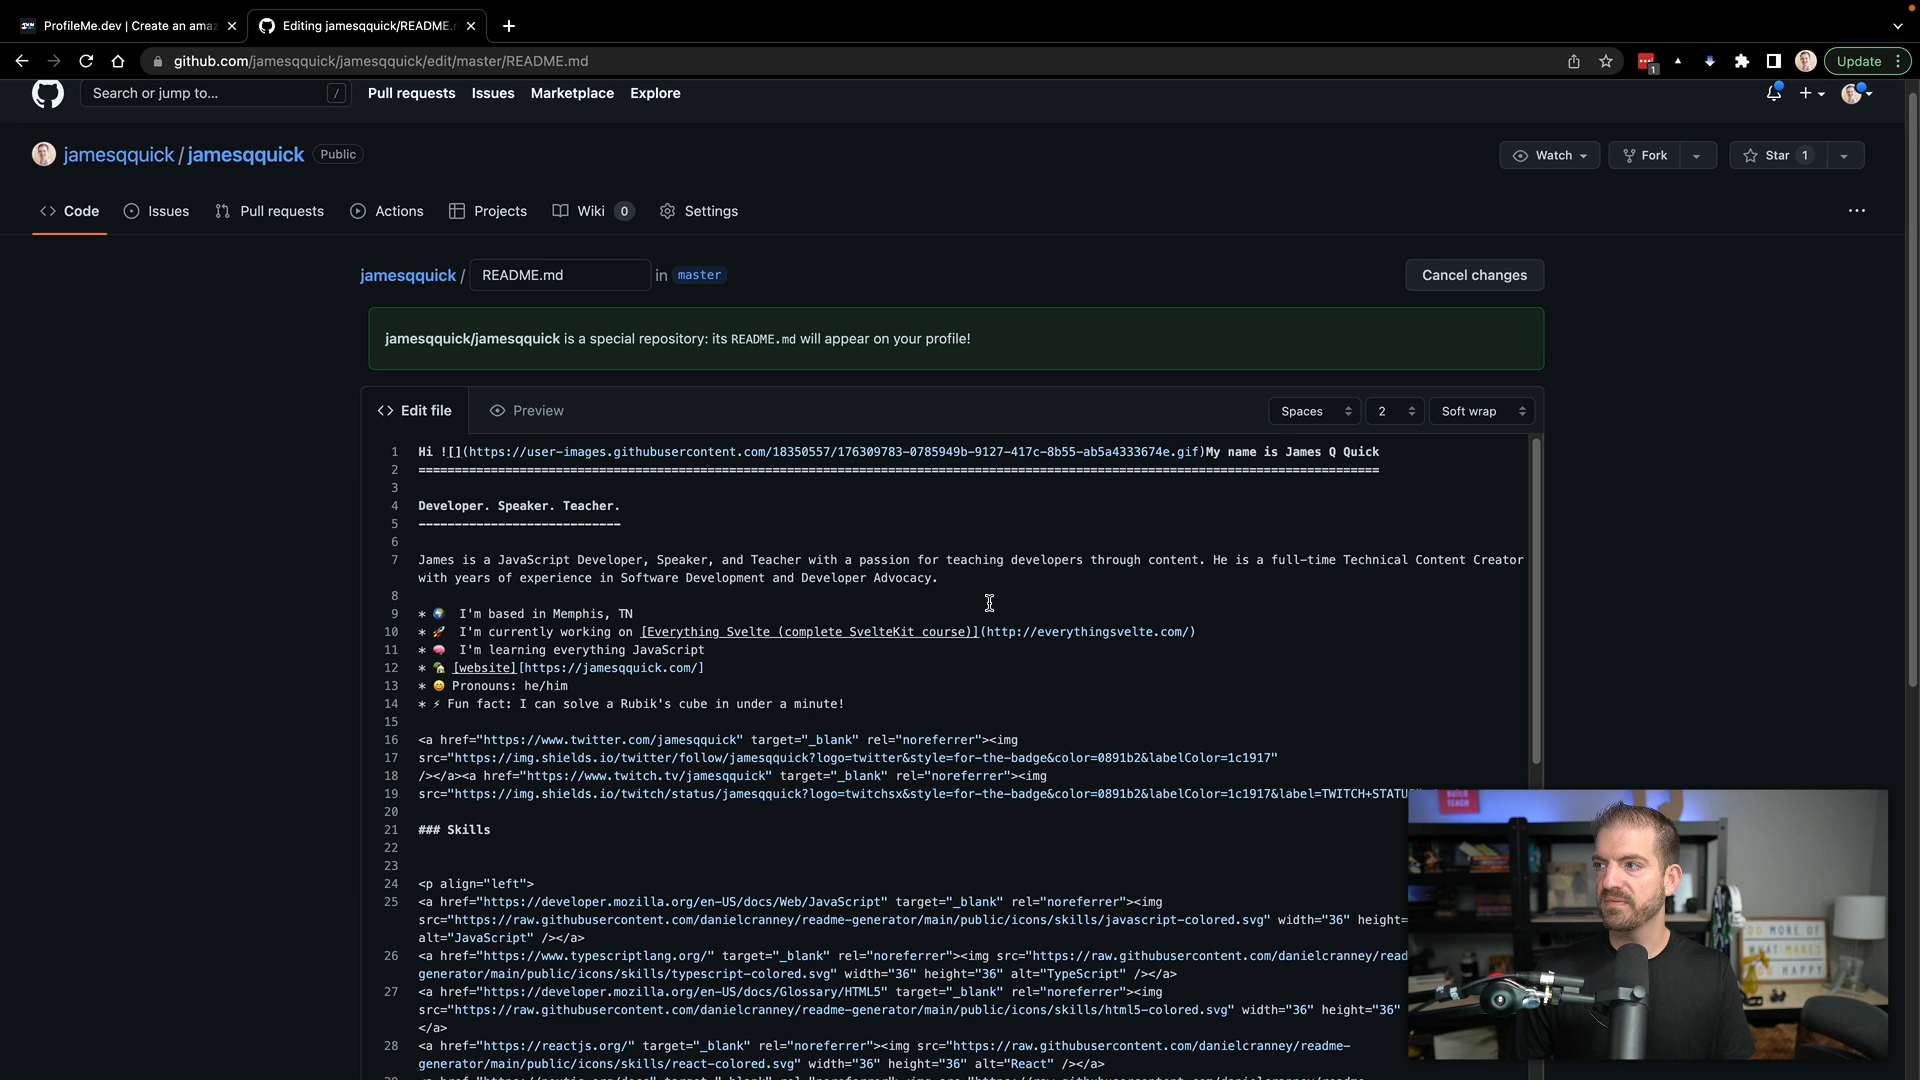 ProfileMe.dev | Create an amaz
Editing jamesqquick/README.
github.com/jamesqquick/jamesqquick/edit/master/README.md
1
Update
Search or jump to...
/
Pull requests
Issues
Marketplace
Explore
jamesqquick / jamesqquick
Public
Watch
Fork
Star 1
Code
Issues
Pull requests
Actions
Projects
Wiki 0
Settings
jamesqquick / README.md in master
Cancel changes
jamesqquick/jamesqquick is a special repository: its README.md will appear on your profile!
Edit file
Preview
Spaces
2
Soft wrap
1 Hi ![](https://user-images.githubusercontent.com/18350557/176309783-0785949b-9127-417c-8b55-ab5a4333674e.gif)My name is James Q Quick
2 =====================================================================================================================================
3
4 Developer. Speaker. Teacher.
5 ----------------------------
6
7 James is a JavaScript Developer, Speaker, and Teacher with a passion for teaching developers through content. He is a full-time Technical Content Creator
with years of experience in Software Development and Developer Advocacy.
8
9 * 🌍 I'm based in Memphis, TN
10 * 🚀 I'm currently working on [Everything Svelte (complete SvelteKit course)](http://everythingsvelte.com/)
11 * 🧠 I'm learning everything JavaScript
12 * 🏡 [website][https://jamesqquick.com/]
13 * 😄 Pronouns: he/him
14 * ⚡ Fun fact: I can solve a Rubik's cube in under a minute!
15
16 <a href="https://www.twitter.com/jamesqquick" target="_blank" rel="noreferrer"><img
17 src="https://img.shields.io/twitter/follow/jamesqquick?logo=twitter&style=for-the-badge&color=0891b2&labelColor=1c1917"
18 /></a><a href="https://www.twitch.tv/jamesqquick" target="_blank" rel="noreferrer"><img
19 src="https://img.shields.io/twitch/status/jamesqquick?logo=twitchsx&style=for-the-badge&color=0891b2&labelColor=1c1917&label=TWITCH+STATU
20
21 ### Skills
22
23
24 <p align="left">
25 <a href="https://developer.mozilla.org/en-US/docs/Web/JavaScript" target="_blank" rel="noreferrer"><img
src="https://raw.githubusercontent.com/danielcranney/readme-generator/main/public/icons/skills/javascript-colored.svg" width="36" height=
alt="JavaScript" /></a>
26 <a href="https://www.typescriptlang.org/" target="_blank" rel="noreferrer"><img src="https://raw.githubusercontent.com/danielcranney/read
generator/main/public/icons/skills/typescript-colored.svg" width="36" height="36" alt="TypeScript" /></a>
27 <a href="https://developer.mozilla.org/en-US/docs/Glossary/HTML5" target="_blank" rel="noreferrer"><img
src="https://raw.githubusercontent.com/danielcranney/readme-generator/main/public/icons/skills/html5-colored.svg" width="36" height="36"
</a>
28 <a href="https://reactjs.org/" target="_blank" rel="noreferrer"><img src="https://raw.githubusercontent.com/danielcranney/readme-
generator/main/public/icons/skills/react-colored.svg" width="36" height="36" alt="React" /></a>
BUILD
TEACH
DO MORE OF
WHAT MAKES
HAPPY